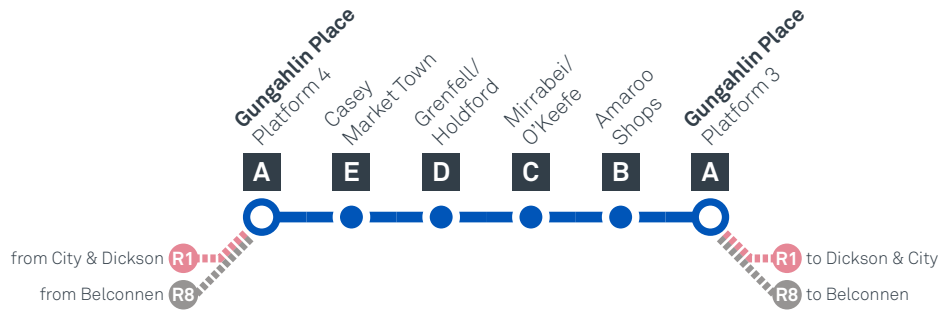 Gungahlin Place
Platform 4
Casey
Market Town
Grenfell/
Holdford
Mirrabei/
O'Keefe
Amaroo
Shops
Gungahlin Place
Platform 3
A
E
D
C
B
A
from City & Dickson R1
R1 to Dickson & City
from Belconnen R8
R8 to Belconnen